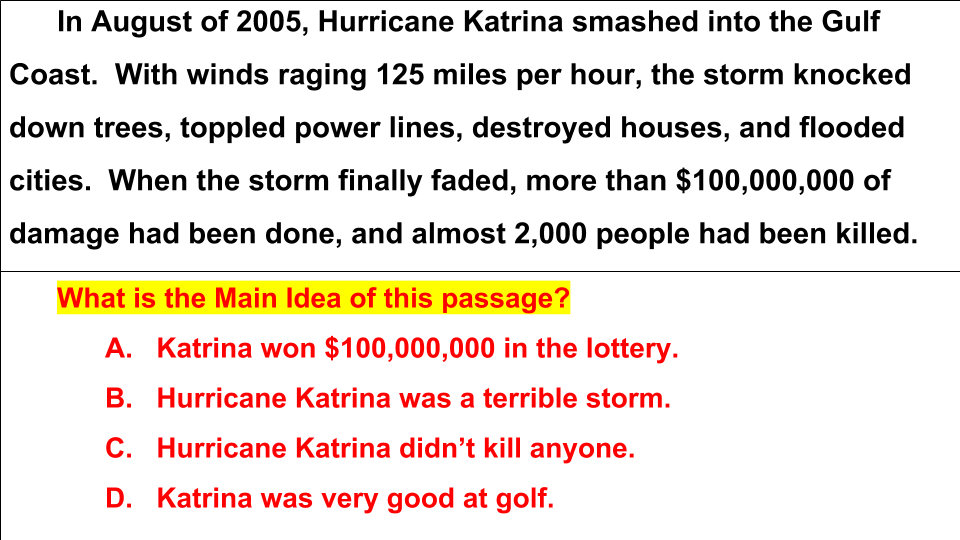 In August of 2005, Hurricane Katrina smashed into the Gulf
Coast.  With winds raging 125 miles per hour, the storm knocked
down trees, toppled power lines, destroyed houses, and flooded
cities.  When the storm finally faded, more than $100,000,000 of
damage had been done, and almost 2,000 people had been killed.
What is the Main Idea of this passage?
A. Katrina won $100,000,000 in the lottery.
B. Hurricane Katrina was a terrible storm.
C. Hurricane Katrina didn’t kill anyone.
D. Katrina was very good at golf.